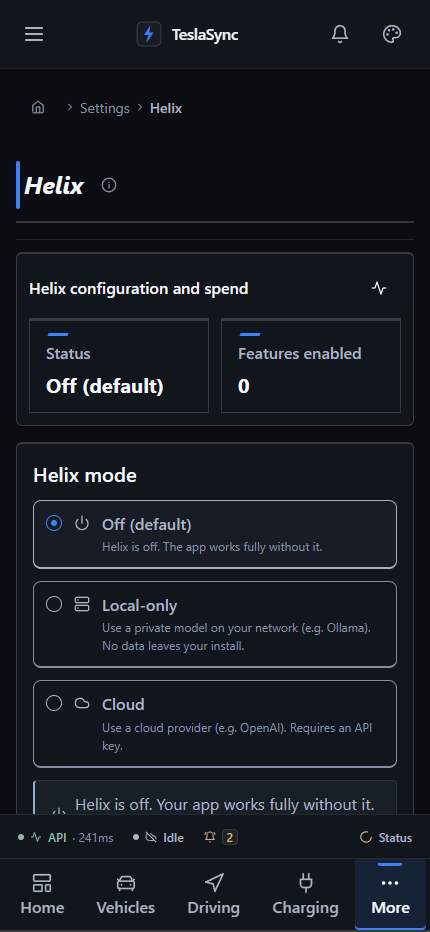 TeslaSync
Settings
Helix
Helix
Helix configuration and spend
Status
Off (default)
Features enabled
0
Helix mode
Off (default)
Helix is off. The app works fully without it.
Local-only
Use a private model on your network (e.g. Ollama).
No data leaves your install.
Cloud
Use a cloud provider (e.g. OpenAI). Requires an API
key.
Helix is off. Your app works fully without it.
API · 241ms
Idle
2
Status
Home
Vehicles
Driving
Charging
More